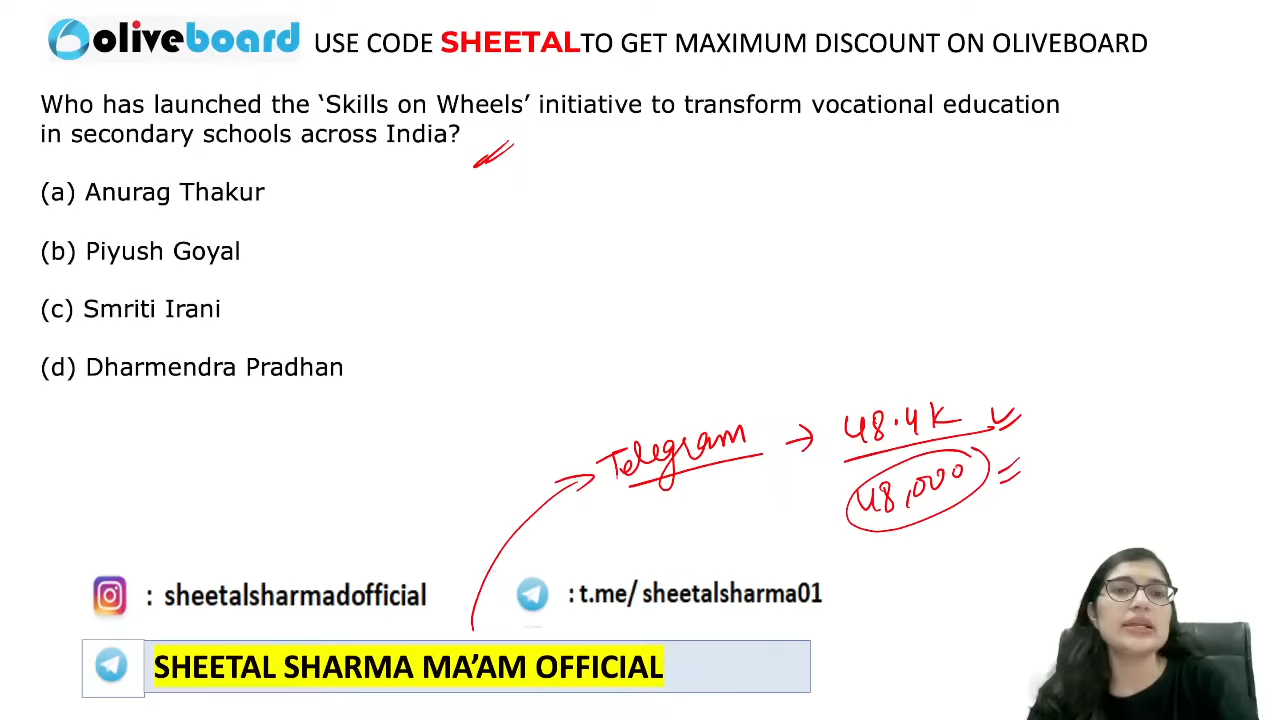 oliveboard USE CODE SHEETAL TO GET MAXIMUM DISCOUNT ON OLIVEBOARD
Who has launched the ‘Skills on Wheels’ initiative to transform vocational education
in secondary schools across India?
(a) Anurag Thakur
(b) Piyush Goyal
(c) Smriti Irani
(d) Dharmendra Pradhan
Telegram → 48.4K
48,000
: sheetalsharmadofficial
: t.me/ sheetalsharma01
SHEETAL SHARMA MA’AM OFFICIAL